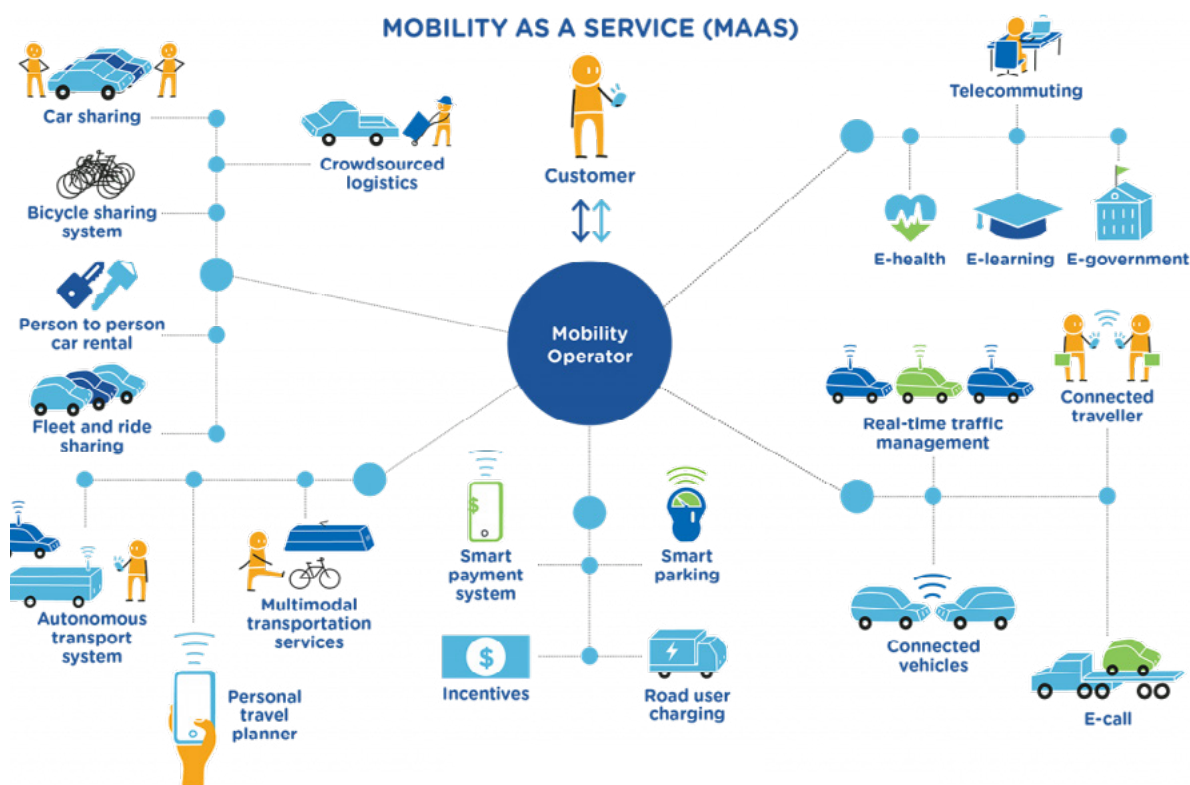 MOBILITY AS A SERVICE (MAAS)
Car sharing
Crowdsourced
logistics
Customer
Telecommuting
Bicycle sharing
system
E-health
E-learning
E-government
Person to person
car rental
Mobility
Operator
Fleet and ride
sharing
Real-time traffic
management
Connected
traveller
Autonomous
transport
system
Multimodal
transportation
services
Personal
travel
planner
$
Smart
payment
system
Smart
parking
$
Incentives
Road user
charging
Connected
vehicles
E-call